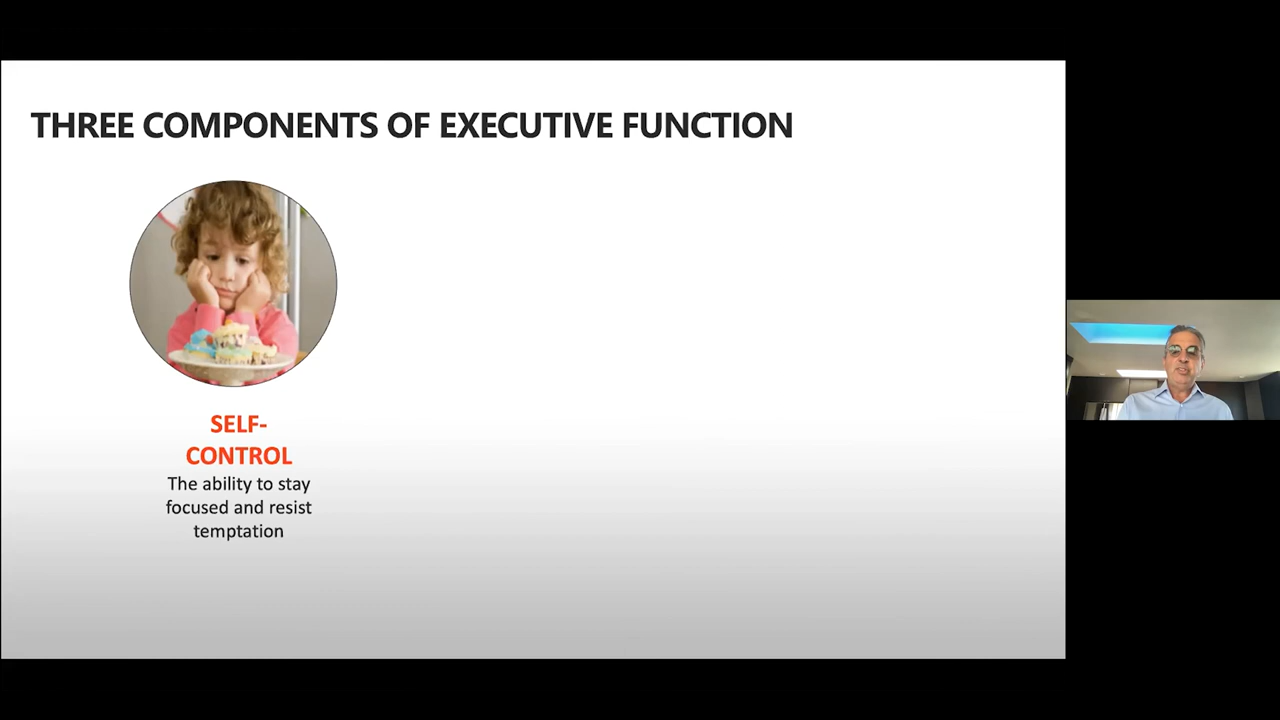 THREE COMPONENTS OF EXECUTIVE FUNCTION
SELF-
CONTROL
The ability to stay
focused and resist
temptation